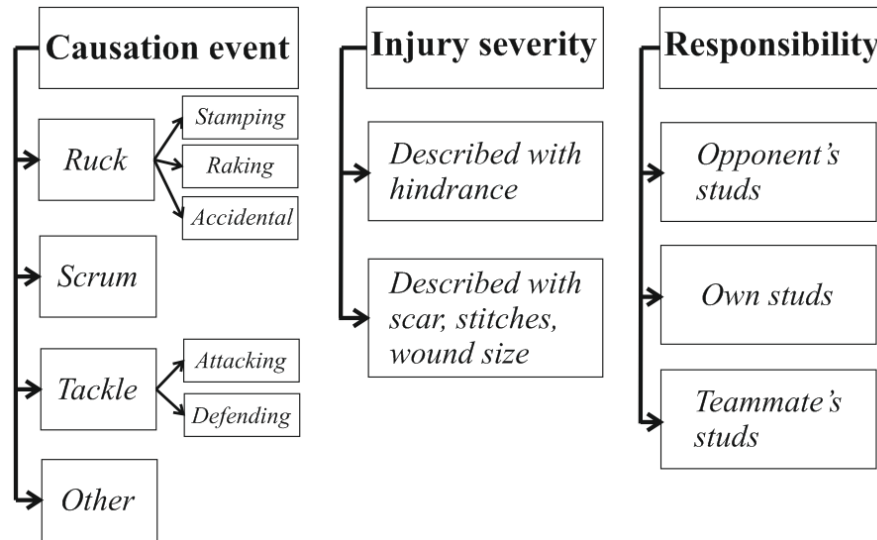 Causation event
Ruck
Stamping
Raking
Accidental
Scrum
Tackle
Attacking
Defending
Other
Injury severity
Described with
hindrance
Described with
scar, stitches,
wound size
Responsibility
Opponent’s
studs
Own studs
Teammate’s
studs